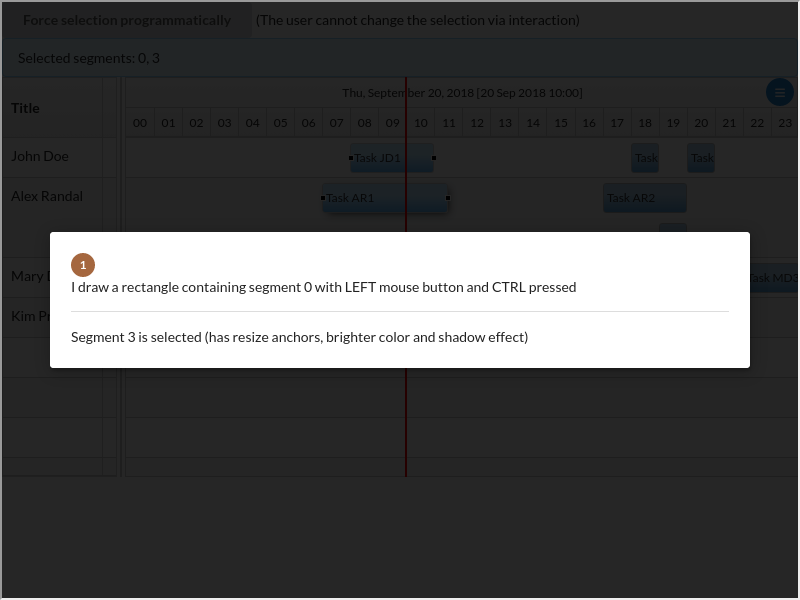 Force selection programmatically (The user cannot change the selection via interaction)
Selected segments: 0, 3
Thu, September 20, 2018 [20 Sep 2018 10:00]
Title
00 01 02 03 04 05 06 07 08 09 10 11 12 13 14 15 16 17 18 19 20 21 22 23
John Doe Task JD1 Task Task
Alex Randal Task AR1 Task AR2
1
I draw a rectangle containing segment 0 with LEFT mouse button and CTRL pressed
Mary Task MD3
Kim
Segment 3 is selected (has resize anchors, brighter color and shadow effect)